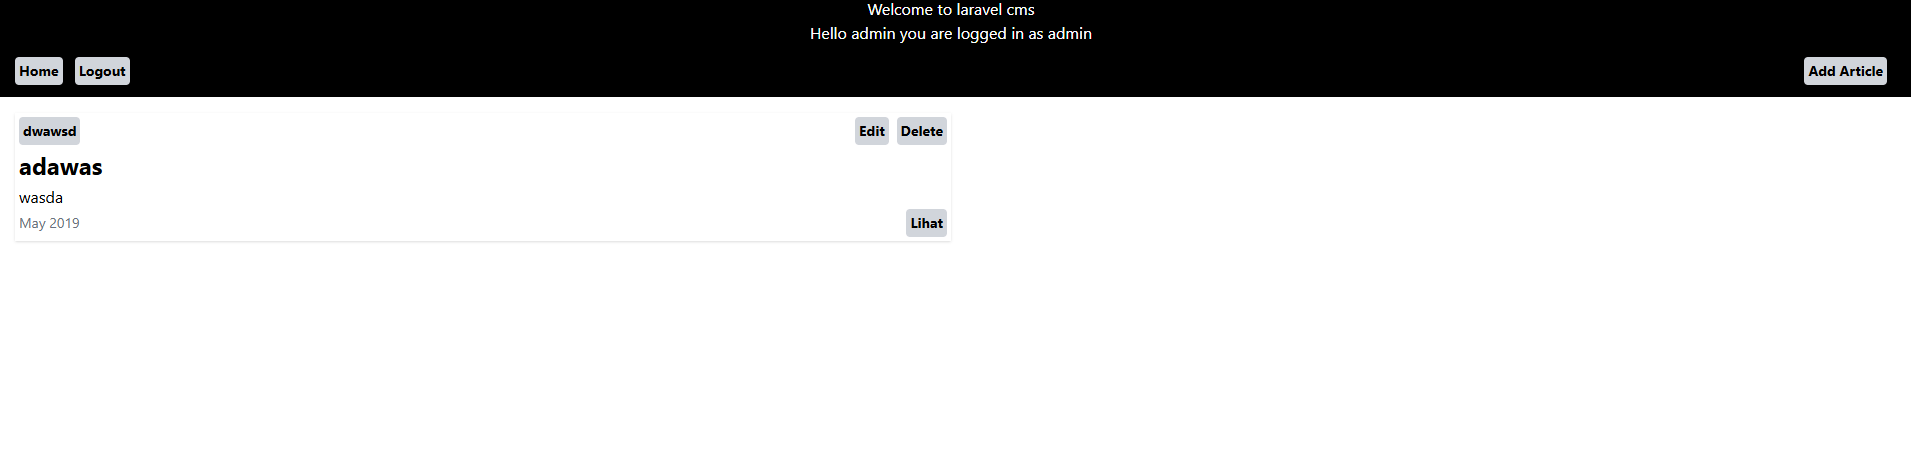 Welcome to laravel cms
Hello admin you are logged in as admin
Home Logout Add Article
dwawsd Edit Delete
adawas
wasda
May 2019 Lihat